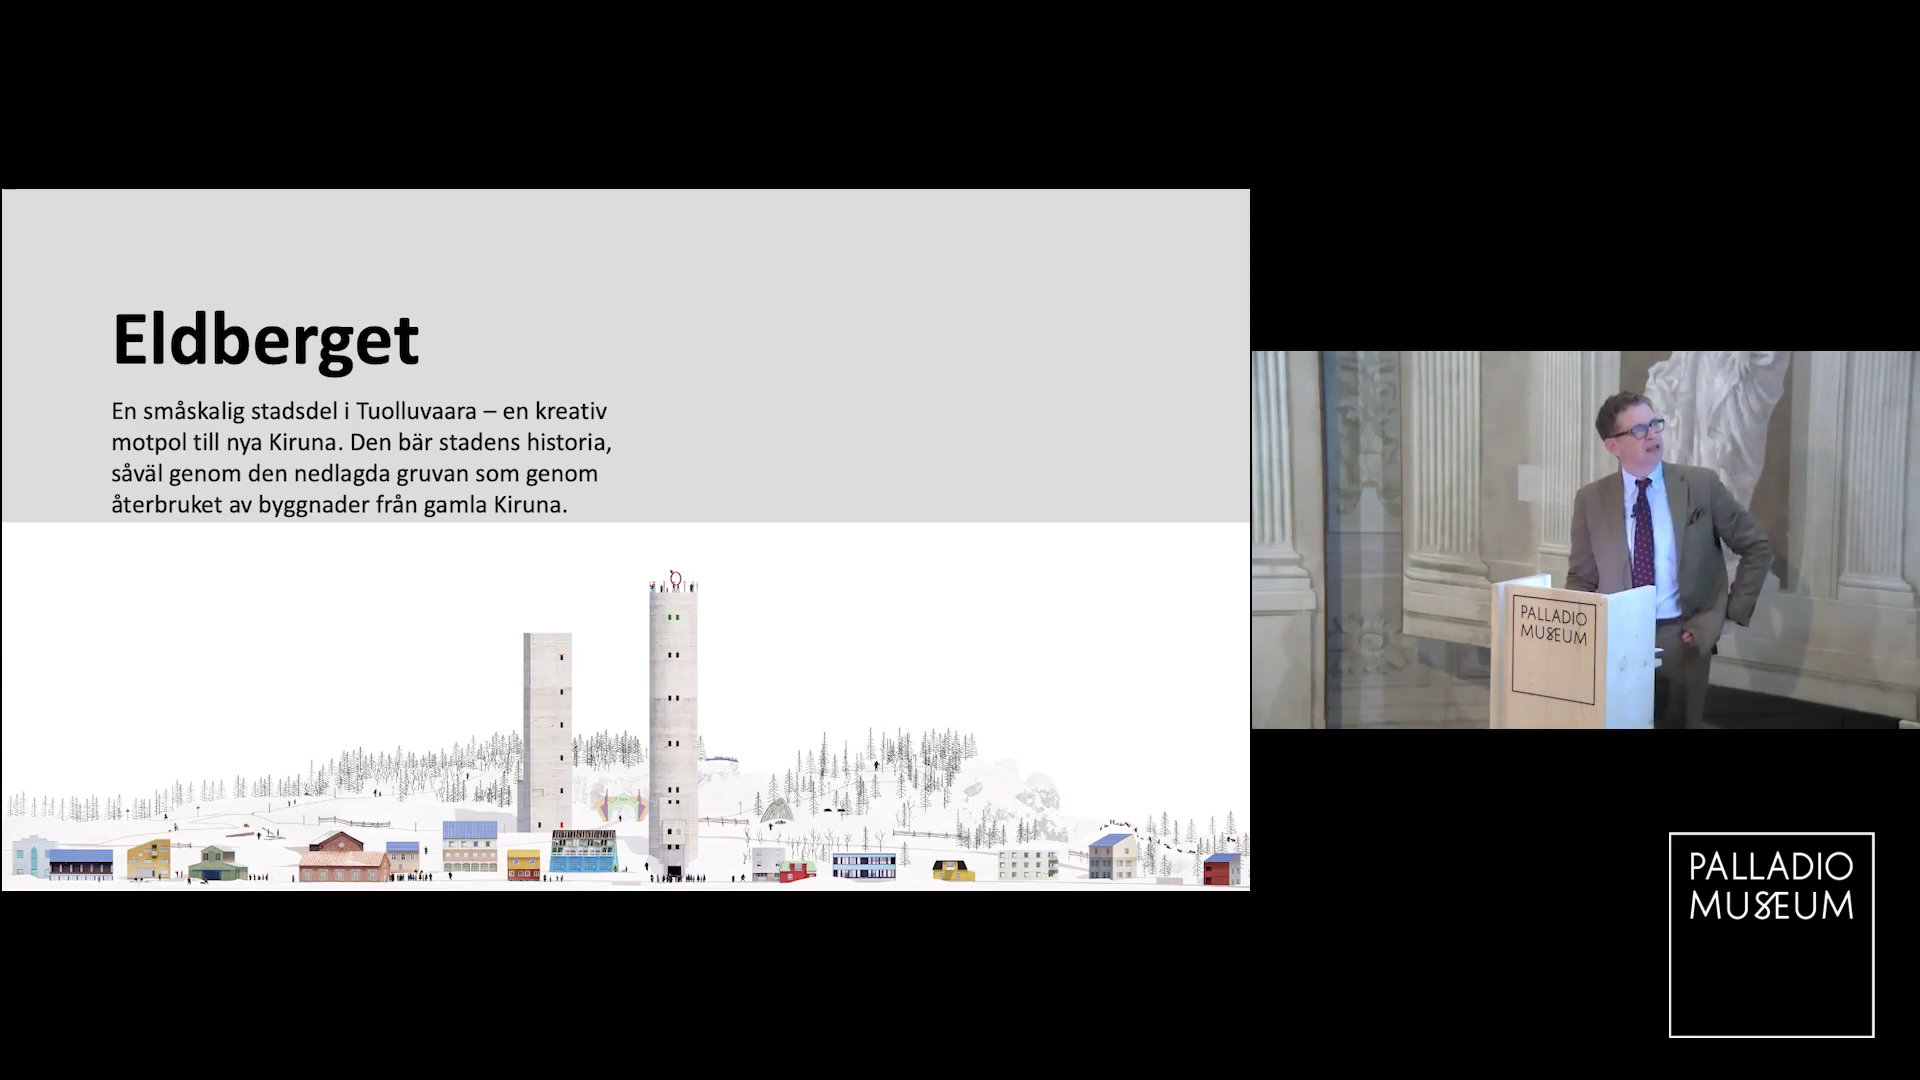 Eldberget
En småskalig stadsdel i Tuolluvaara – en kreativ
motpol till nya Kiruna. Den bär stadens historia,
såväl genom den nedlagda gruvan som genom
återbruket av byggnader från gamla Kiruna.
PALLADIO
MUSEUM
PALLADIO
MUSEUM